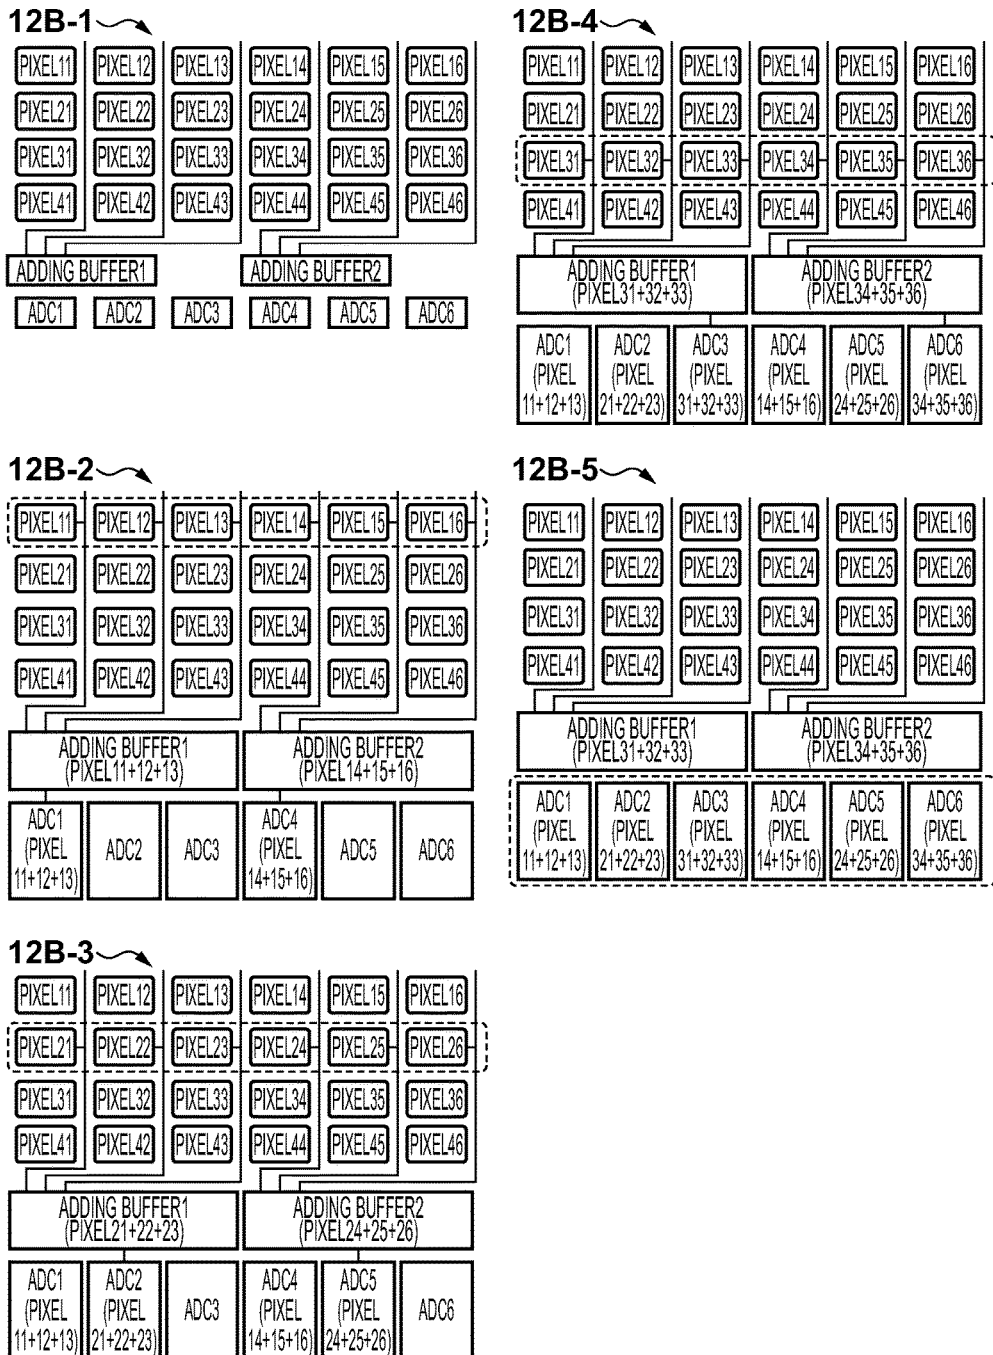 12B-1
PIXEL11 PIXEL12 PIXEL13 PIXEL14 PIXEL15 PIXEL16
PIXEL21 PIXEL22 PIXEL23 PIXEL24 PIXEL25 PIXEL26
PIXEL31 PIXEL32 PIXEL33 PIXEL34 PIXEL35 PIXEL36
PIXEL41 PIXEL42 PIXEL43 PIXEL44 PIXEL45 PIXEL46
ADDING BUFFER1 ADDING BUFFER2
ADC1 ADC2 ADC3 ADC4 ADC5 ADC6
12B-2
PIXEL11 PIXEL12 PIXEL13 PIXEL14 PIXEL15 PIXEL16
PIXEL21 PIXEL22 PIXEL23 PIXEL24 PIXEL25 PIXEL26
PIXEL31 PIXEL32 PIXEL33 PIXEL34 PIXEL35 PIXEL36
PIXEL41 PIXEL42 PIXEL43 PIXEL44 PIXEL45 PIXEL46
ADDING BUFFER1 ADDING BUFFER2
(PIXEL11+12+13) (PIXEL14+15+16)
ADC1 ADC4
(PIXEL ADC2 ADC3 (PIXEL ADC5 ADC6
11+12+13) 14+15+16)
12B-3
PIXEL11 PIXEL12 PIXEL13 PIXEL14 PIXEL15 PIXEL16
PIXEL21 PIXEL22 PIXEL23 PIXEL24 PIXEL25 PIXEL26
PIXEL31 PIXEL32 PIXEL33 PIXEL34 PIXEL35 PIXEL36
PIXEL41 PIXEL42 PIXEL43 PIXEL44 PIXEL45 PIXEL46
ADDING BUFFER1 ADDING BUFFER2
(PIXEL21+22+23) (PIXEL24+25+26)
ADC1 ADC2 ADC4 ADC5
(PIXEL (PIXEL ADC3 (PIXEL (PIXEL ADC6
11+12+13) 21+22+23) 14+15+16) 24+25+26)
12B-4
PIXEL11 PIXEL12 PIXEL13 PIXEL14 PIXEL15 PIXEL16
PIXEL21 PIXEL22 PIXEL23 PIXEL24 PIXEL25 PIXEL26
PIXEL31 PIXEL32 PIXEL33 PIXEL34 PIXEL35 PIXEL36
PIXEL41 PIXEL42 PIXEL43 PIXEL44 PIXEL45 PIXEL46
ADDING BUFFER1 ADDING BUFFER2
(PIXEL31+32+33) (PIXEL34+35+36)
ADC1 ADC2 ADC3 ADC4 ADC5 ADC6
(PIXEL (PIXEL (PIXEL (PIXEL (PIXEL (PIXEL
11+12+13) 21+22+23) 31+32+33) 14+15+16) 24+25+26) 34+35+36)
12B-5
PIXEL11 PIXEL12 PIXEL13 PIXEL14 PIXEL15 PIXEL16
PIXEL21 PIXEL22 PIXEL23 PIXEL24 PIXEL25 PIXEL26
PIXEL31 PIXEL32 PIXEL33 PIXEL34 PIXEL35 PIXEL36
PIXEL41 PIXEL42 PIXEL43 PIXEL44 PIXEL45 PIXEL46
ADDING BUFFER1 ADDING BUFFER2
(PIXEL31+32+33) (PIXEL34+35+36)
ADC1 ADC2 ADC3 ADC4 ADC5 ADC6
(PIXEL (PIXEL (PIXEL (PIXEL (PIXEL (PIXEL
11+12+13) 21+22+23) 31+32+33) 14+15+16) 24+25+26) 34+35+36)